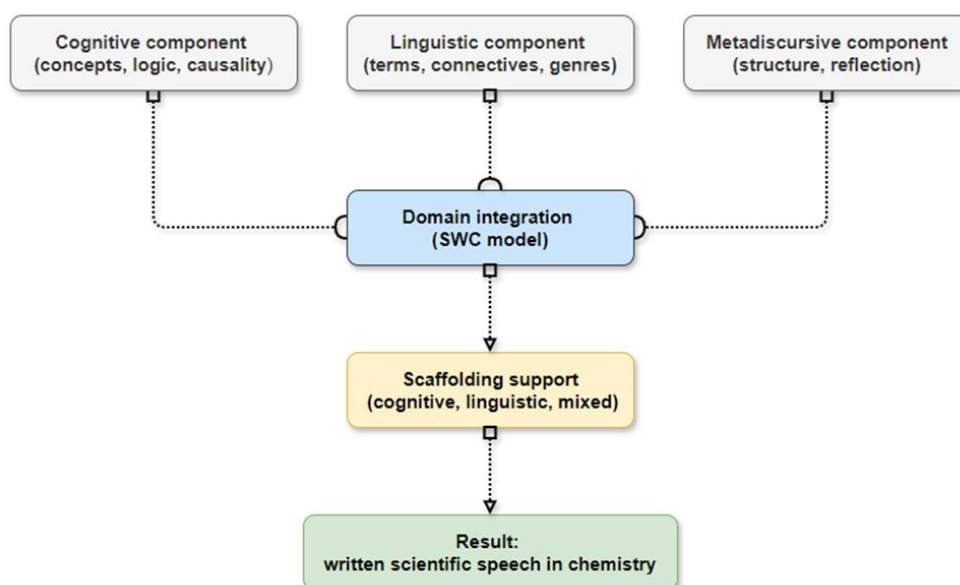 Cognitive component
(concepts, logic, causality)
Linguistic component
(terms, connectives, genres)
Metadiscursive component
(structure, reflection)
Domain integration
(SWC model)
Scaffolding support
(cognitive, linguistic, mixed)
Result:
written scientific speech in chemistry